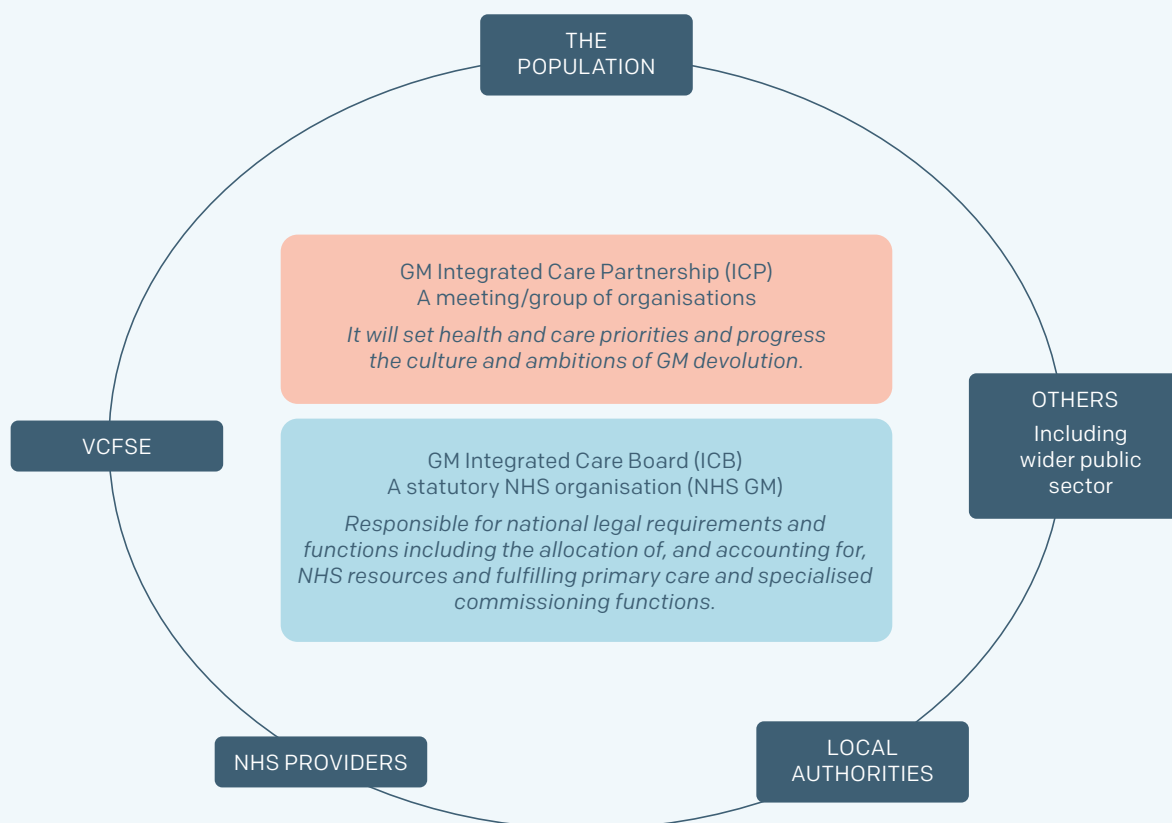 THE
POPULATION
GM Integrated Care Partnership (ICP)
A meeting/group of organisations
It will set health and care priorities and progress
the culture and ambitions of GM devolution.
OTHERS
Including
wider public
sector
VCFSE
GM Integrated Care Board (ICB)
A statutory NHS organisation (NHS GM)
Responsible for national legal requirements and
functions including the allocation of, and accounting for,
NHS resources and fulfilling primary care and specialised
commissioning functions.
NHS PROVIDERS
LOCAL
AUTHORITIES